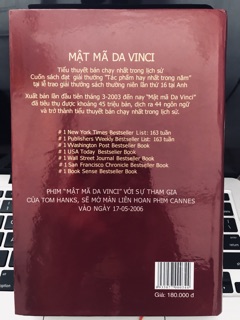 MẬT MÃ DA VINCI
Tiểu thuyết bán chạy nhất trong lịch sử
Cuốn sách đạt giải thưởng "Tác phẩm hay nhất trong năm"
tại lễ trao giải thưởng sách thường niên lần thứ 16 tại Anh
Xuất bản lần đầu tiên tháng 3-2003 đến nay "Mật mã Da Vinci"
đã tiêu thụ được khoảng 45 triệu bản, dịch ra 44 ngôn ngữ
và trở thành tiểu thuyết bán chạy nhất trong lịch sử.
# 1 New York Times Bestseller List: 163 tuần
# 1 Publishers Weekly Bestseller List: 163 tuần
# 1 Washington Post Bestseller Book
# 1 USA Today Bestseller Book
# 1 Wall Street Journal Bestseller Book
# 1 San Francisco Chronicle Bestseller Book
# 1 Book Sense Bestseller Book
PHIM "MẬT MÃ DA VINCI" VỚI SỰ THAM GIA
CỦA TOM HANKS, SẼ MỞ MÀN LIÊN HOAN PHIM CANNES
VÀO NGÀY 17-05-2006
Giá: 180.000 đ